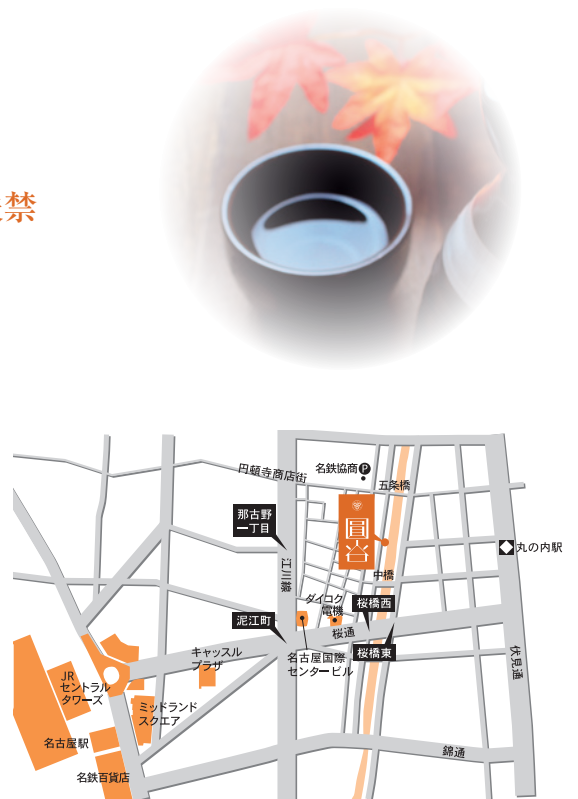 禁
円頓寺商店街
名鉄協商 P
五条橋
那古野
一丁目
圓谷
丸の内駅
江川線
中橋
ダイコク
電機
桜橋西
泥江町
桜通
キャッスル
プラザ
名古屋国際
センタービル
桜橋東
伏見通
JR
セントラル
タワーズ
ミッドランド
スクエア
名古屋駅
錦通
名鉄百貨店